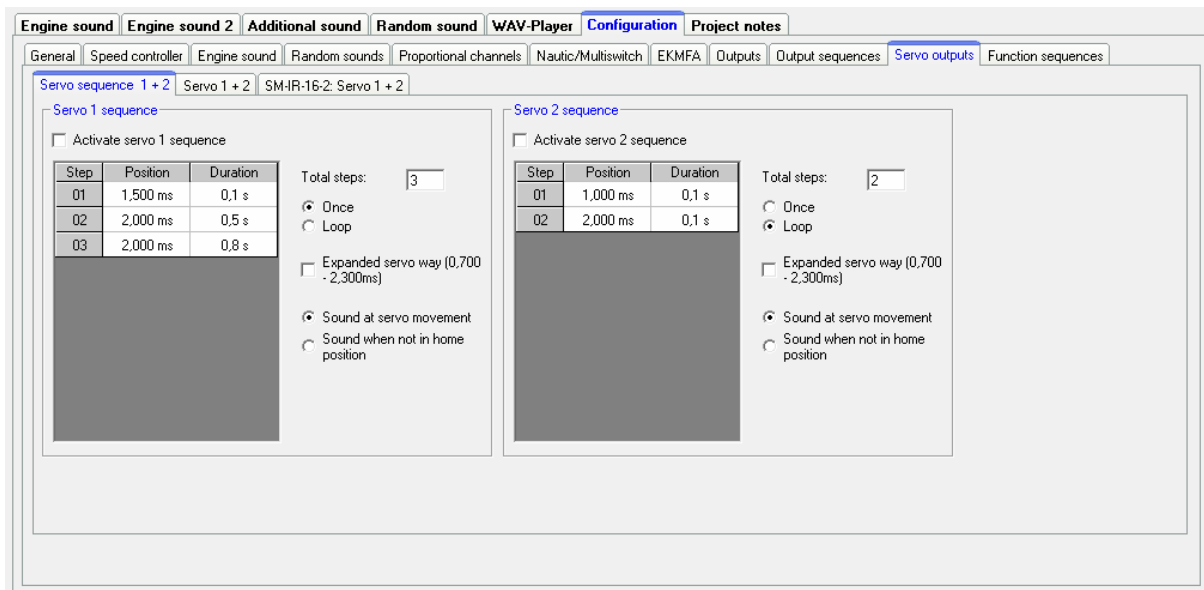 Engine sound Engine sound 2 Additional sound Random sound WAV-Player Configuration Project notes
General Speed controller Engine sound Random sounds Proportional channels Nautic/Multiswitch EKMFA Outputs Output sequences Servo outputs Function sequences
Servo sequence 1 + 2 Servo 1 + 2 SM-IR-16-2: Servo 1 + 2
Servo 1 sequence
Activate servo 1 sequence
Step Position Duration
01 1,500 ms 0,1 s
02 2,000 ms 0,5 s
03 2,000 ms 0,8 s
Total steps: 3
Once
Loop
Expanded servo way (0,700
- 2,300ms)
Sound at servo movement
Sound when not in home
position
Servo 2 sequence
Activate servo 2 sequence
Step Position Duration
01 1,000 ms 0,1 s
02 2,000 ms 0,1 s
Total steps: 2
Once
Loop
Expanded servo way (0,700
- 2,300ms)
Sound at servo movement
Sound when not in home
position